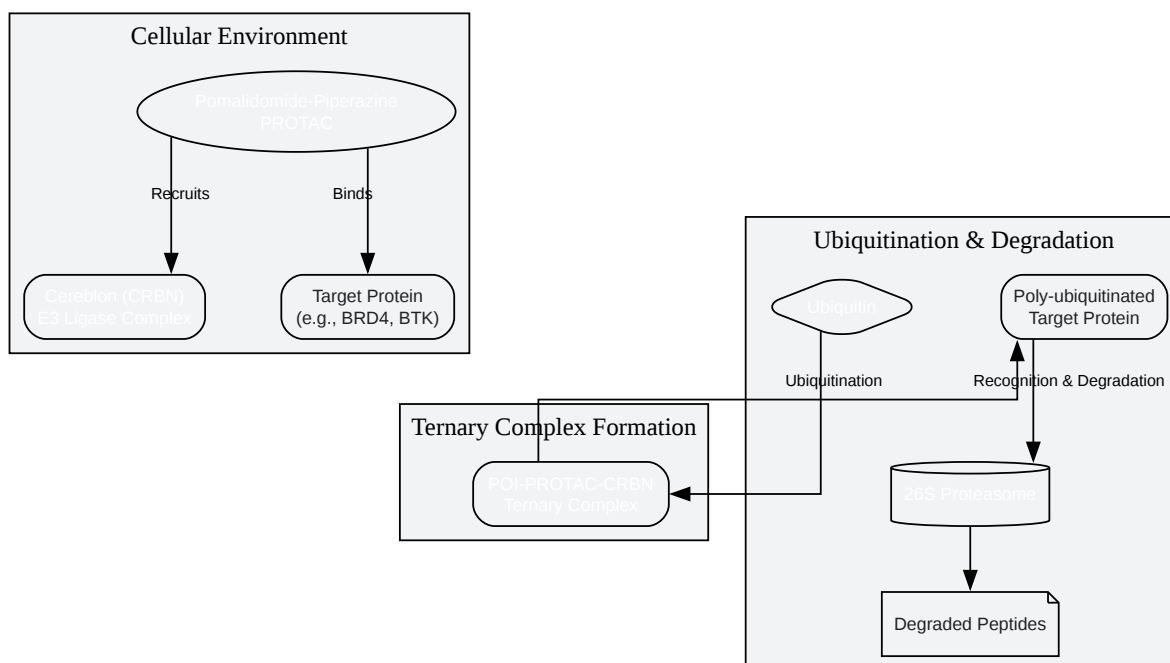 Cellular Environment
Pomalidomide-Piperazine
PROTAC
Recruits
Binds
Cereblon (CRBN)
E3 Ligase Complex
Target Protein
(e.g., BRD4, BTK)
Ubiquitination & Degradation
Ubiquitin
Poly-ubiquitinated
Target Protein
Ubiquitination
Recognition & Degradation
Ternary Complex Formation
POI-PROTAC-CRBN
Ternary Complex
26S Proteasome
Degraded Peptides